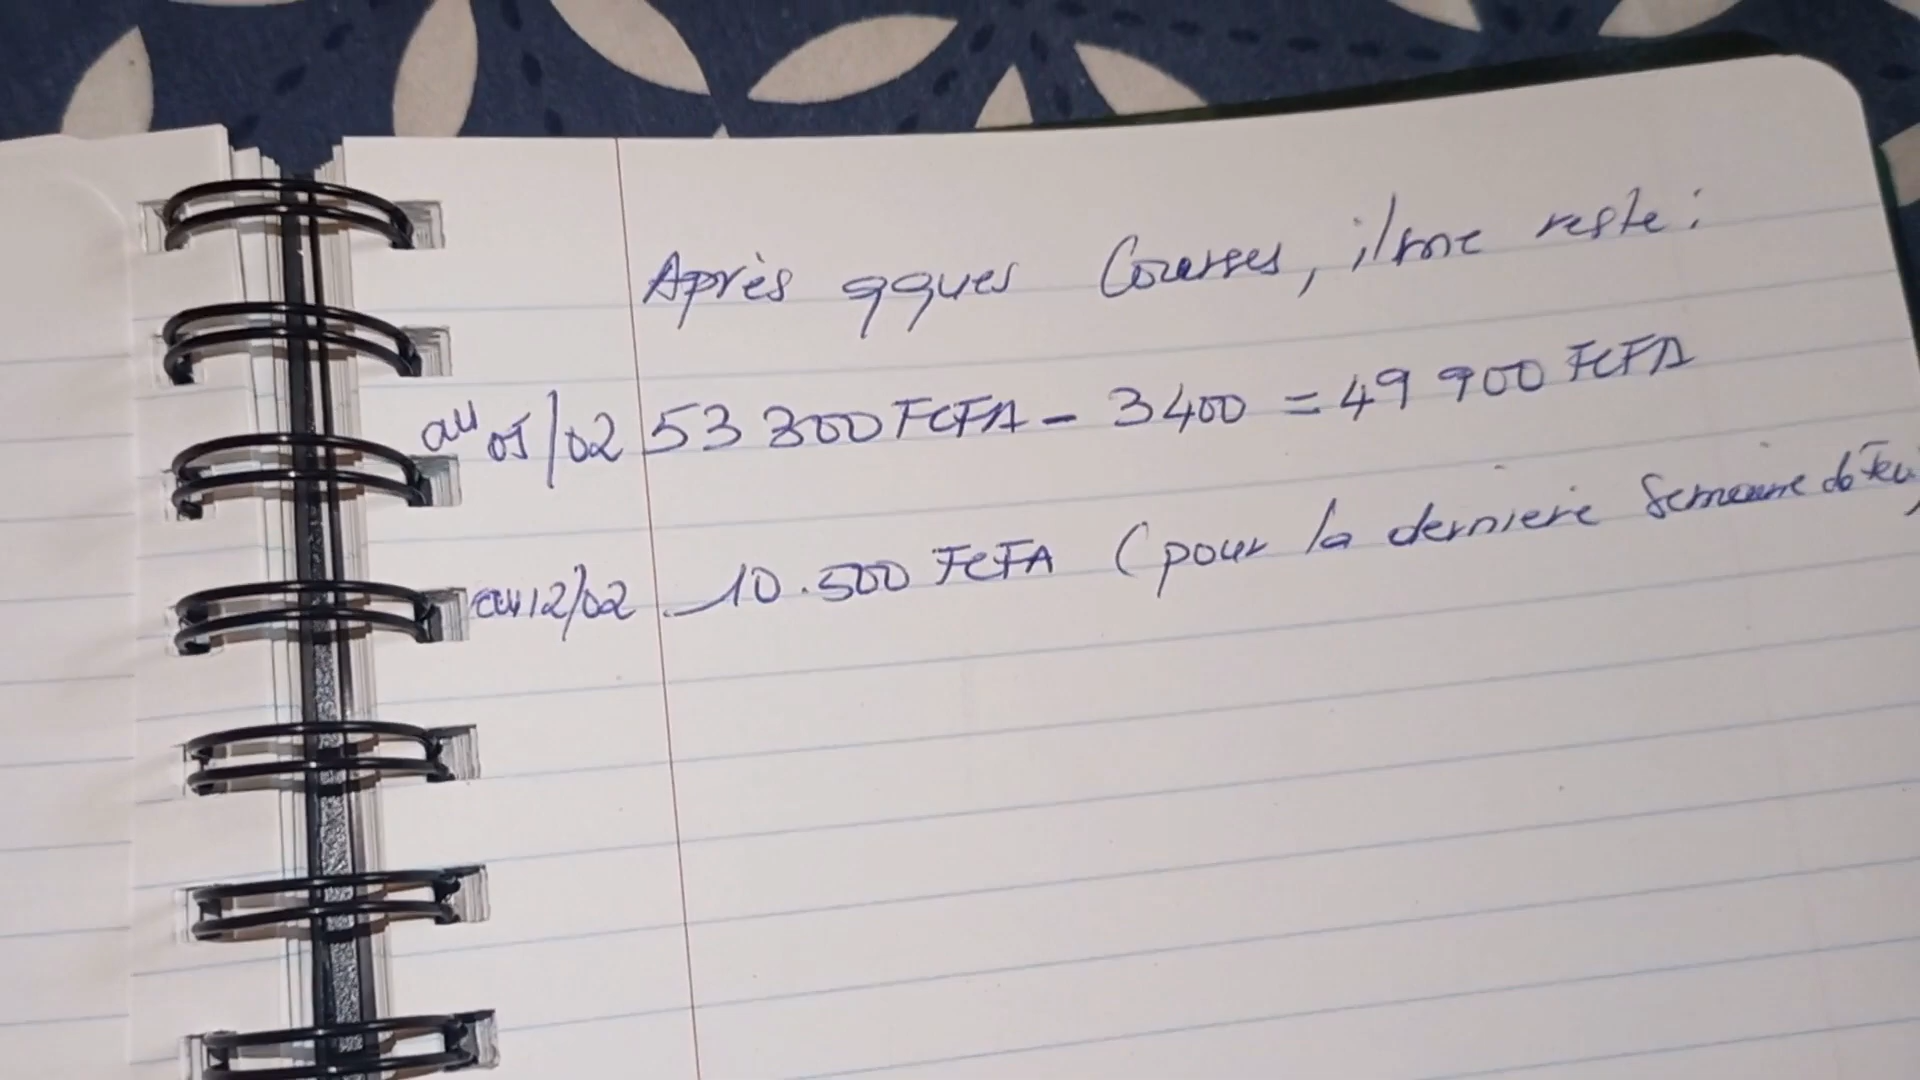 Après qques Courses, il me reste :
au 05/02 53 300 FCFA - 3400 = 49 900 FCFA
au 12/02 10.500 FCFA (pour la dernière Semaine de